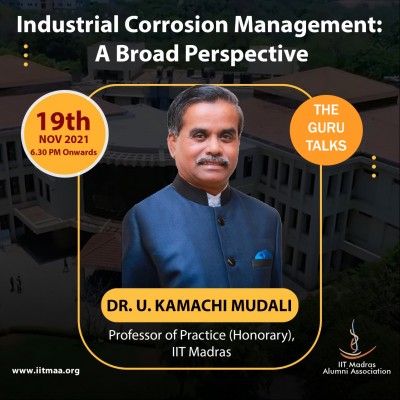 Industrial Corrosion Management:
A Broad Perspective
19th
NOV 2021
6.30 PM Onwards
THE
GURU
TALKS
DR. U. KAMACHI MUDALI
Professor of Practice (Honorary),
IIT Madras
www.iitmaa.org
IIT Madras
Alumni Association